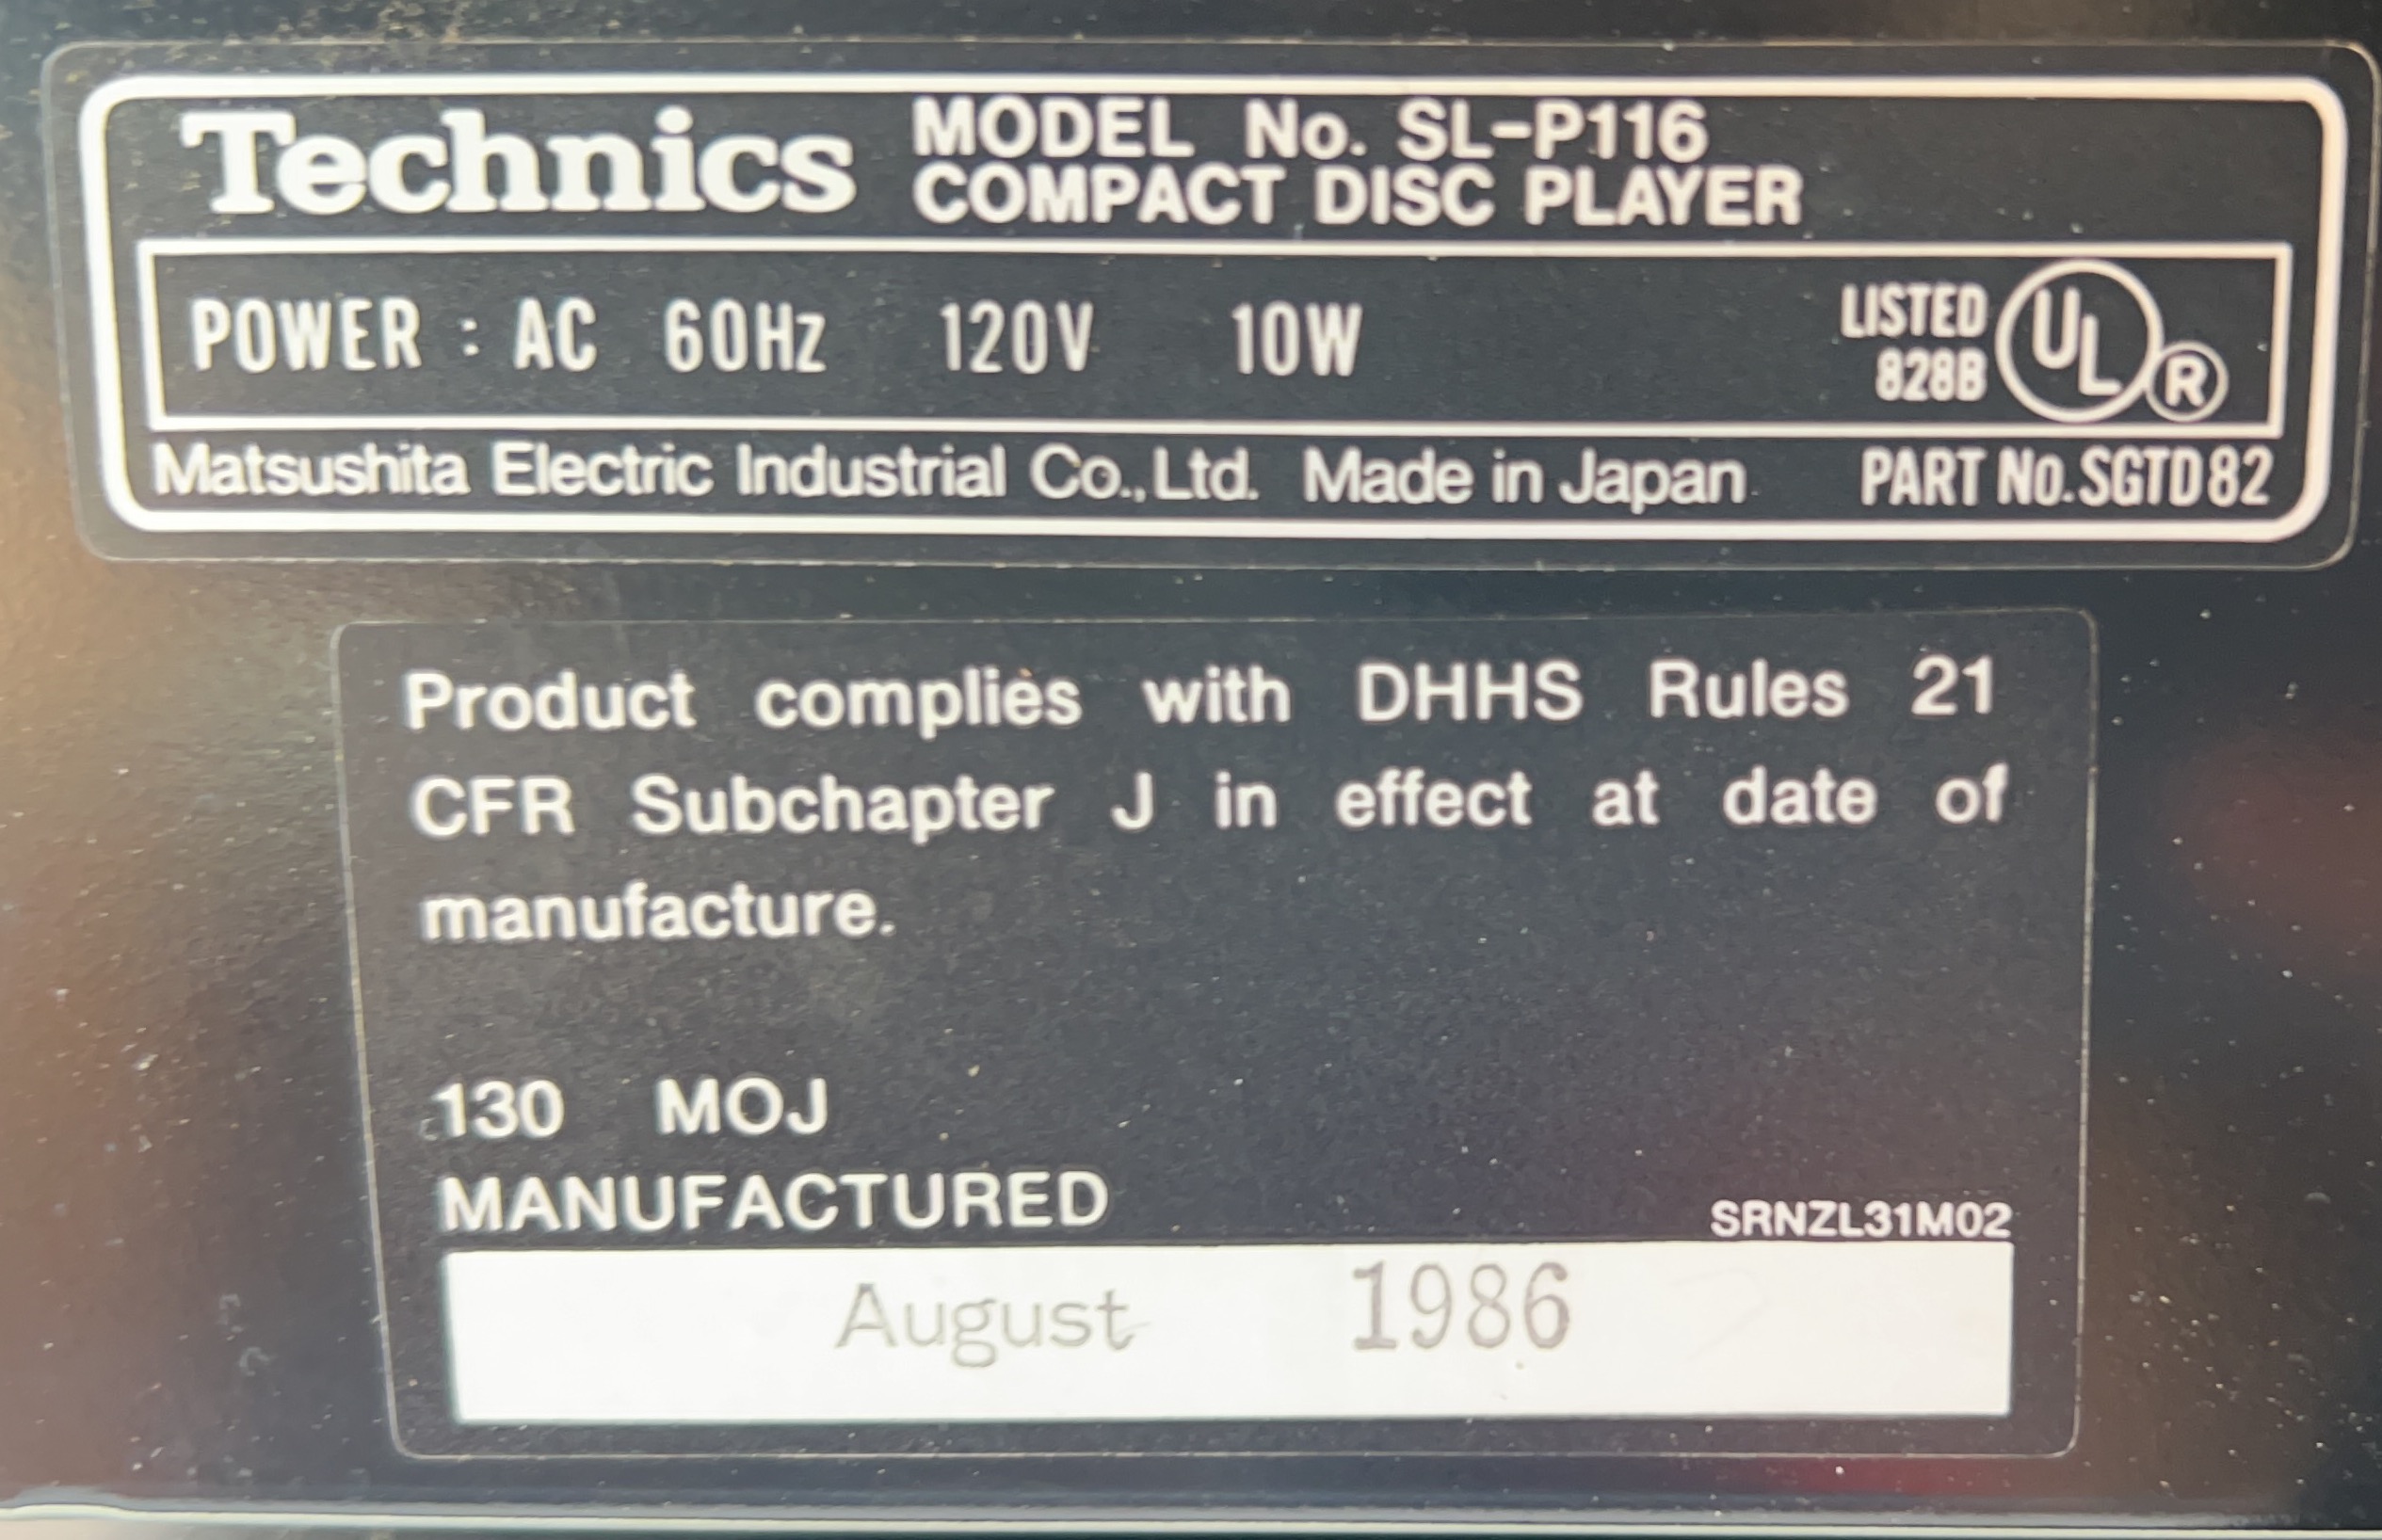 Technics MODEL No. SL-P116
COMPACT DISC PLAYER
POWER : AC 60Hz 120V 10W
LISTED
828B
UL
R
Matsushita Electric Industrial Co., Ltd. Made in Japan PART No. SGTD82
Product complies with DHHS Rules 21
CFR Subchapter J in effect at date of
manufacture.
130 MOJ
MANUFACTURED
SRNZL31M02
August 1986